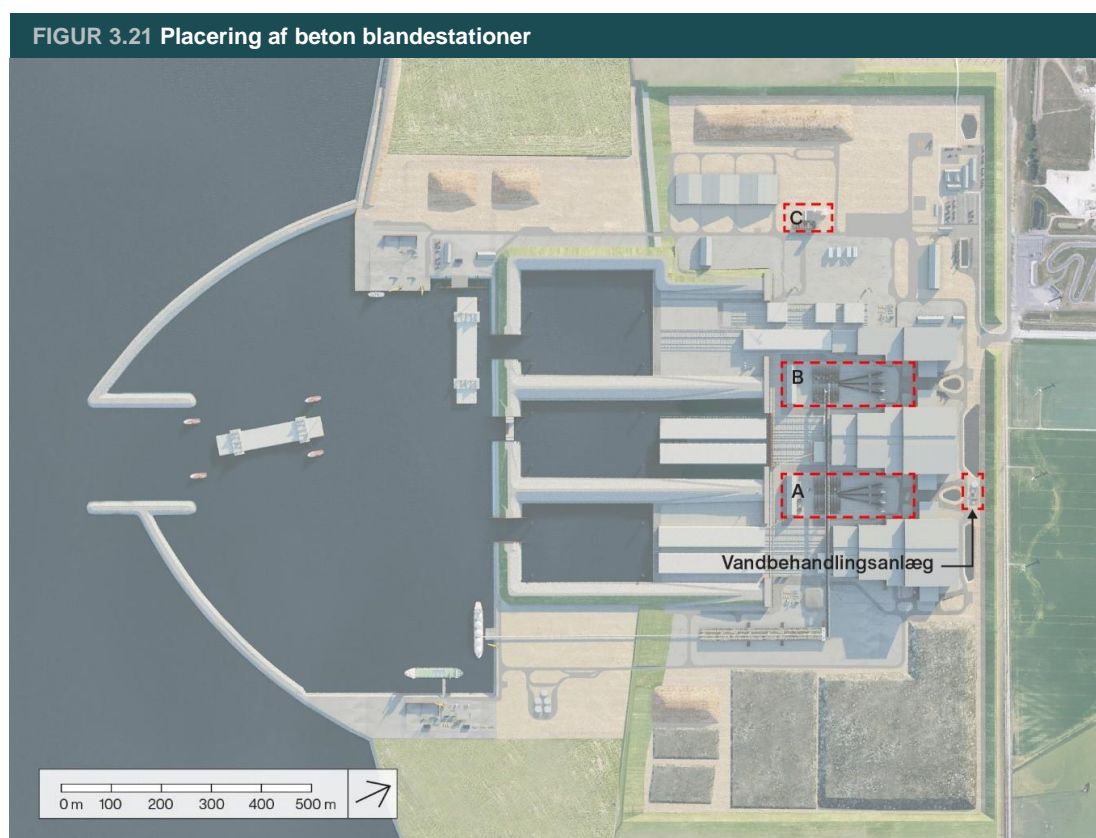 FIGUR 3.21 Placering af beton blandestationer
C
B
A
Vandbehandlingsanlæg
0 m 100 200 300 400 500 m